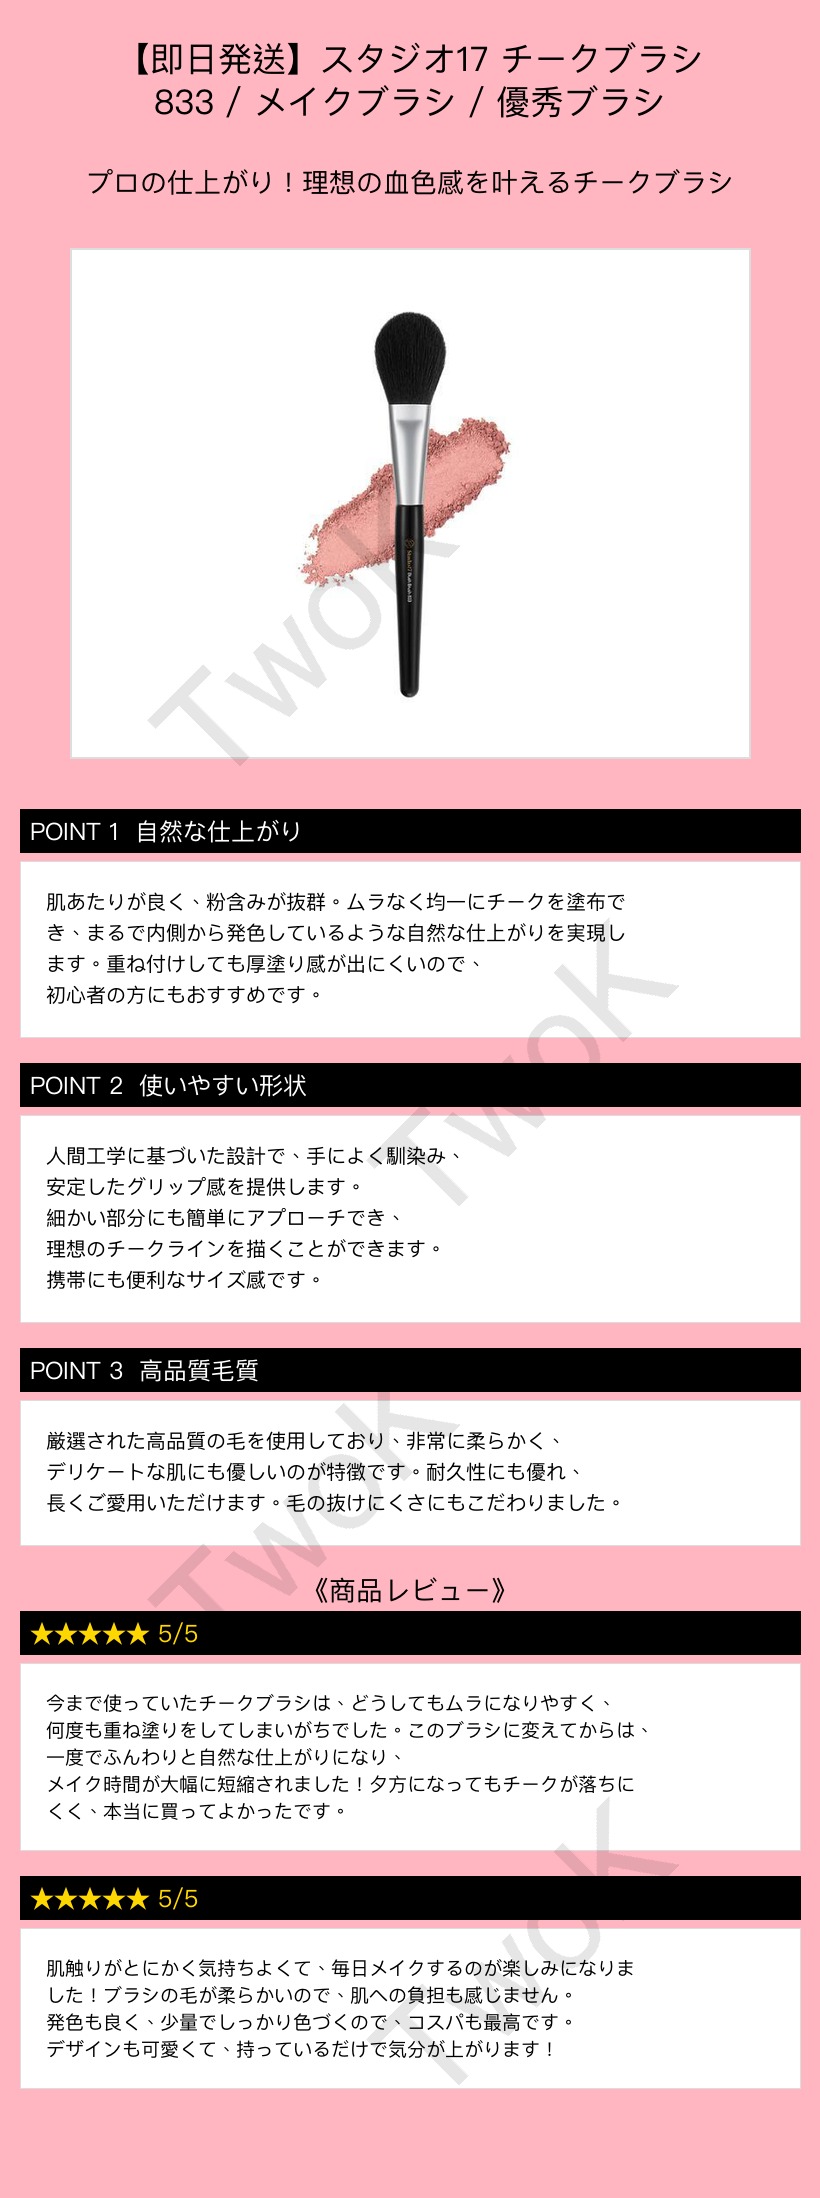 【即日発送】スタジオ17 チークブラシ
833 / メイクブラシ / 優秀ブラシ
プロの仕上がり！理想の血色感を叶えるチークブラシ
Studio17
TwoK
POINT 1 自然な仕上がり
肌あたりが良く、粉含みが抜群。ムラなく均一にチークを塗布で
き、まるで内側から発色しているような自然な仕上がりを実現し
ます。重ね付けしても厚塗り感が出にくいので、
初心者の方にもおすすめです。
TwoK
POINT 2 使いやすい形状
人間工学に基づいた設計で、手によく馴染み、
安定したグリップ感を提供します。
細かい部分にも簡単にアプローチでき、
理想のチークラインを描くことができます。
携帯にも便利なサイズ感です。
POINT 3 高品質毛質
厳選された高品質の毛を使用しており、非常に柔らかく、
デリケートな肌にも優しいのが特徴です。耐久性にも優れ、
長くご愛用いただけます。毛の抜けにくさにもこだわりました。
TwoK
《商品レビュー》
★★★★★ 5/5
今まで使っていたチークブラシは、どうしてもムラになりやすく、
何度も重ね塗りをしてしまいがちでした。このブラシに変えてからは、
一度でふんわりと自然な仕上がりになり、
メイク時間が大幅に短縮されました！夕方になってもチークが落ちに
くく、本当に買ってよかったです。
★★★★★ 5/5
肌触りがとにかく気持ちよくて、毎日メイクするのが楽しみになりま
した！ブラシの毛が柔らかいので、肌への負担も感じません。
発色も良く、少量でしっかり色づくので、コスパも最高です。
デザインも可愛くて、持っているだけで気分が上がります！
TwoK